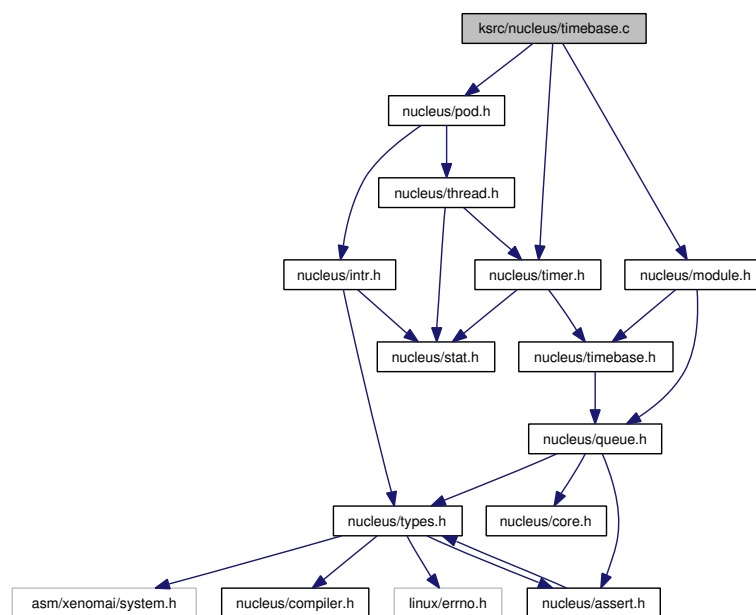 ksrc/nucleus/timebase.c
nucleus/pod.h
nucleus/thread.h
nucleus/intr.h
nucleus/timer.h
nucleus/module.h
nucleus/stat.h
nucleus/timebase.h
nucleus/queue.h
nucleus/types.h
nucleus/core.h
asm/xenomai/system.h
nucleus/compiler.h
linux/errno.h
nucleus/assert.h